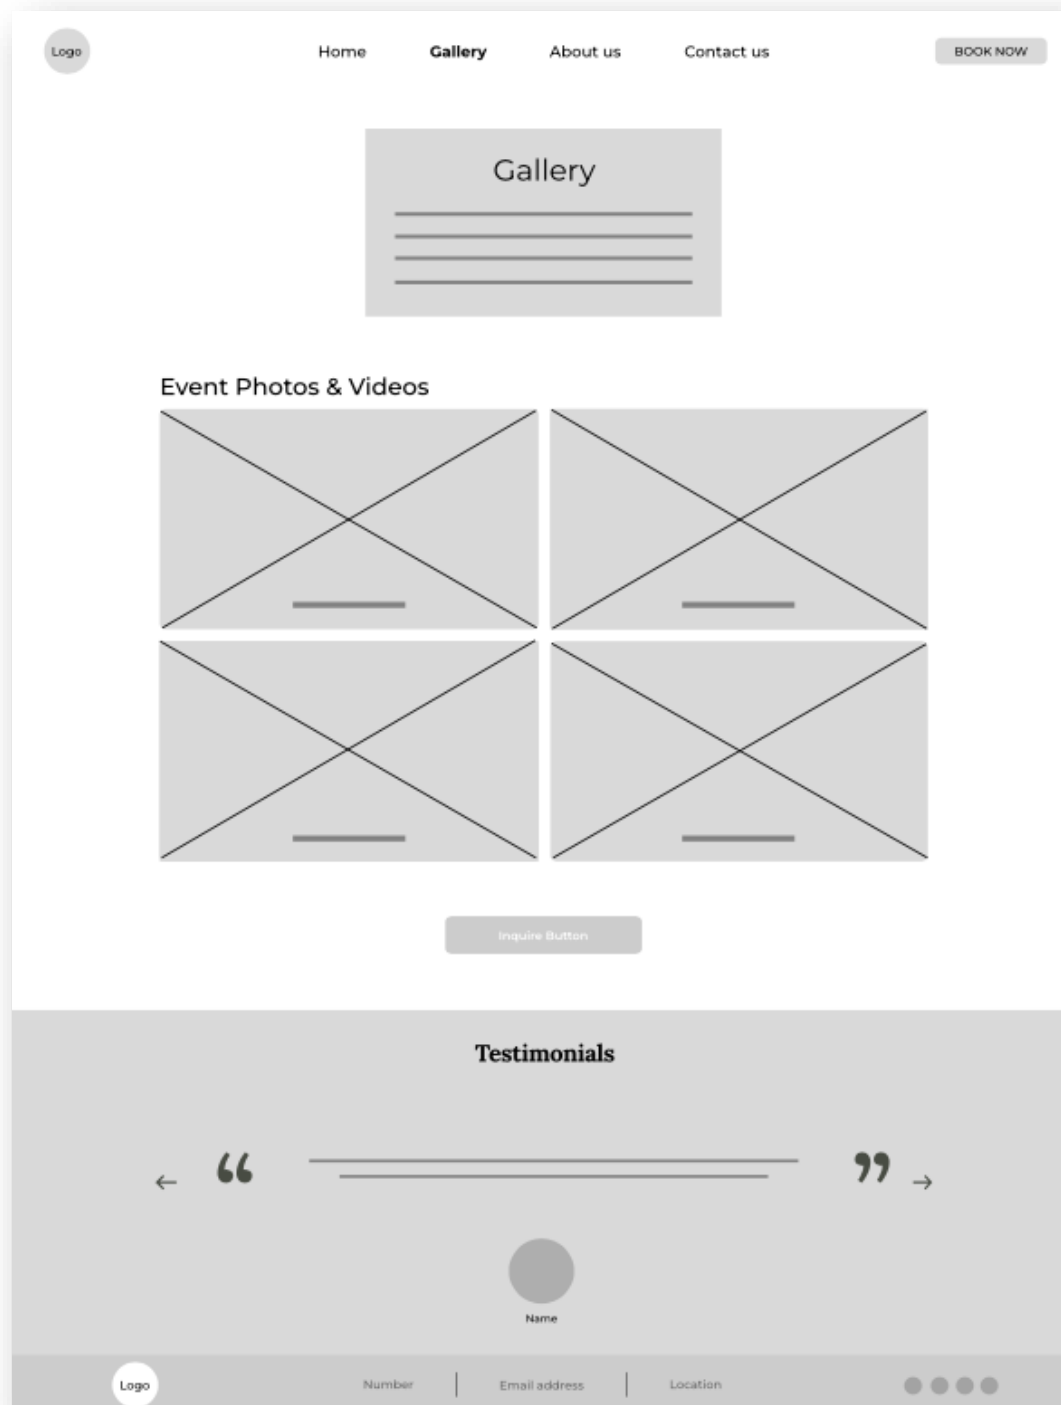 Logo
Home Gallery About us Contact us
BOOK NOW
Gallery
Event Photos & Videos
Inquire Button
Testimonials
“ ”
Name
Logo
Number Email address Location